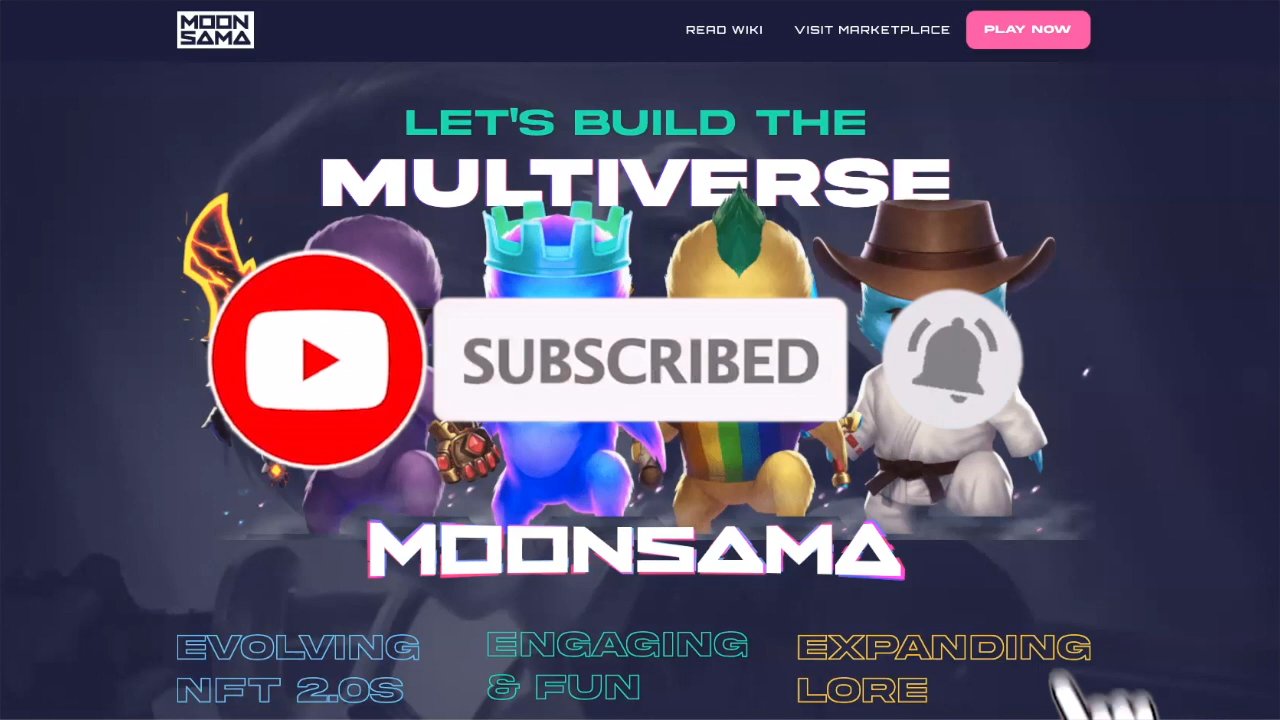 MOON
SAMA
READ WIKI
VISIT MARKETPLACE
PLAY NOW
LET'S BUILD THE
MULTIVERSE
SUBSCRIBED
MOONSAMA
EVOLVING
NFT 2.0S
ENGAGING
& FUN
EXPANDING
LORE